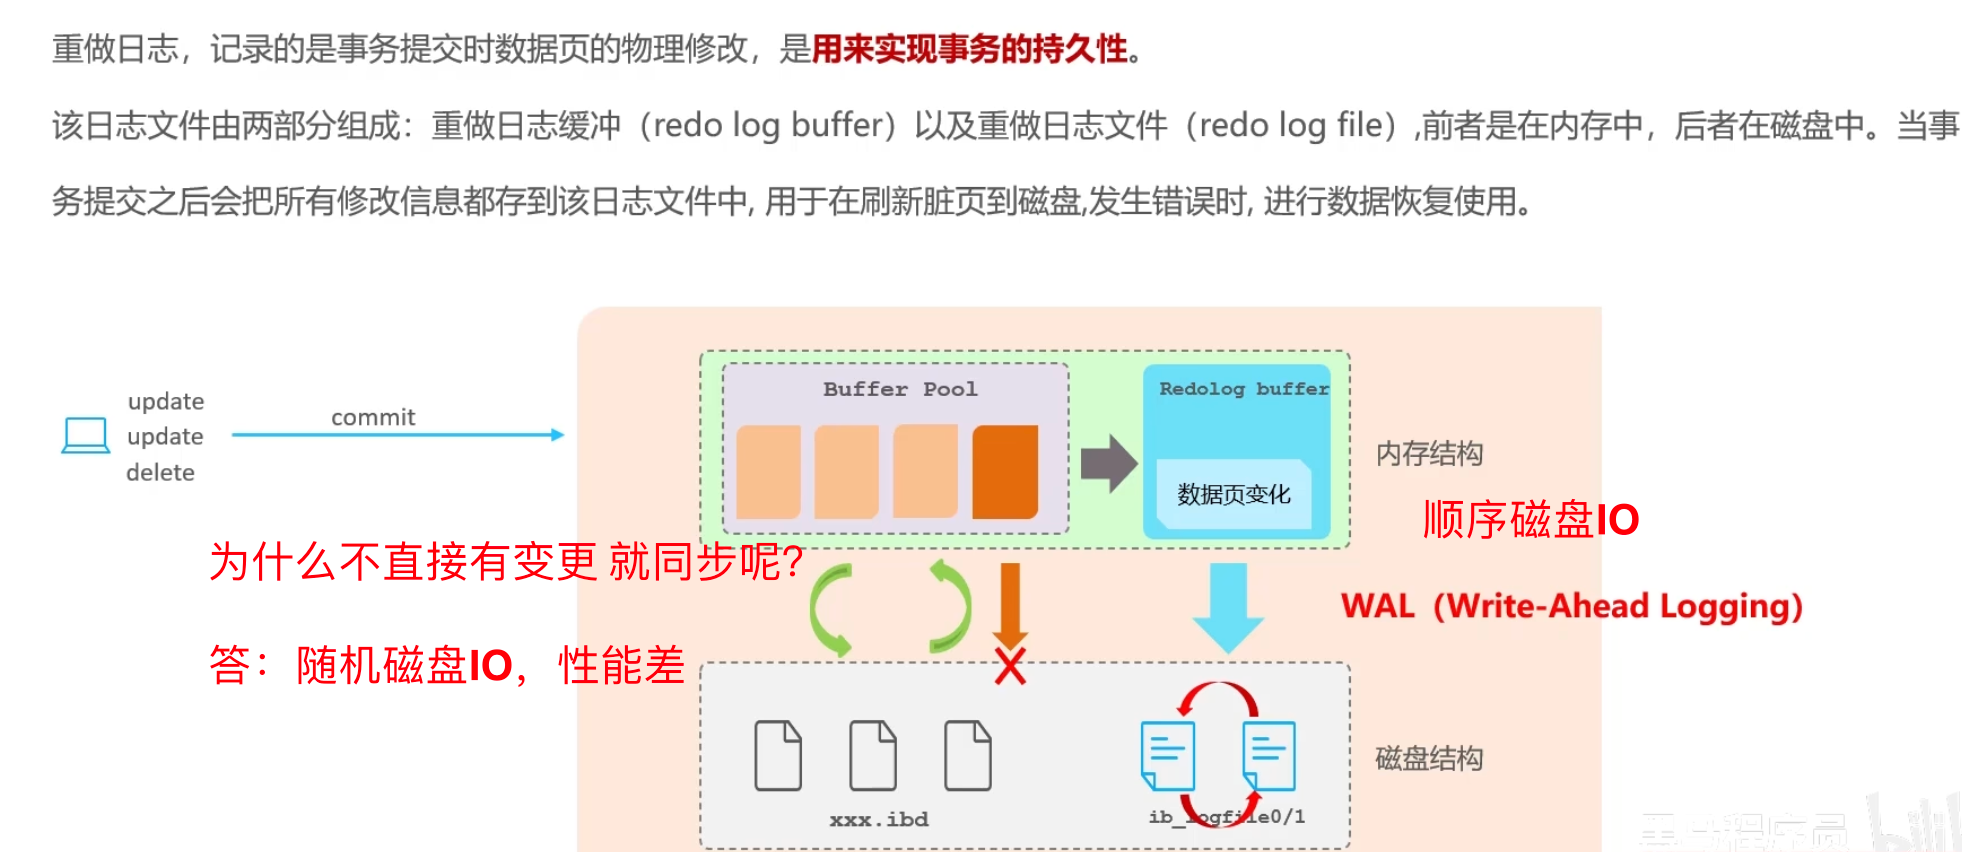 重做日志，记录的是事务提交时数据页的物理修改，是用来实现事务的持久性。
该日志文件由两部分组成：重做日志缓冲（redo log buffer）以及重做日志文件（redo log file）,前者是在内存中，后者在磁盘中。当事
务提交之后会把所有修改信息都存到该日志文件中, 用于在刷新脏页到磁盘,发生错误时, 进行数据恢复使用。
Buffer Pool
Redolog buffer
update
update
delete
commit
内存结构
数据页变化
顺序磁盘IO
为什么不直接有变更 就同步呢？
WAL（Write-Ahead Logging）
答：随机磁盘IO，性能差
磁盘结构
xxx.ibd
ib_logfile0/1